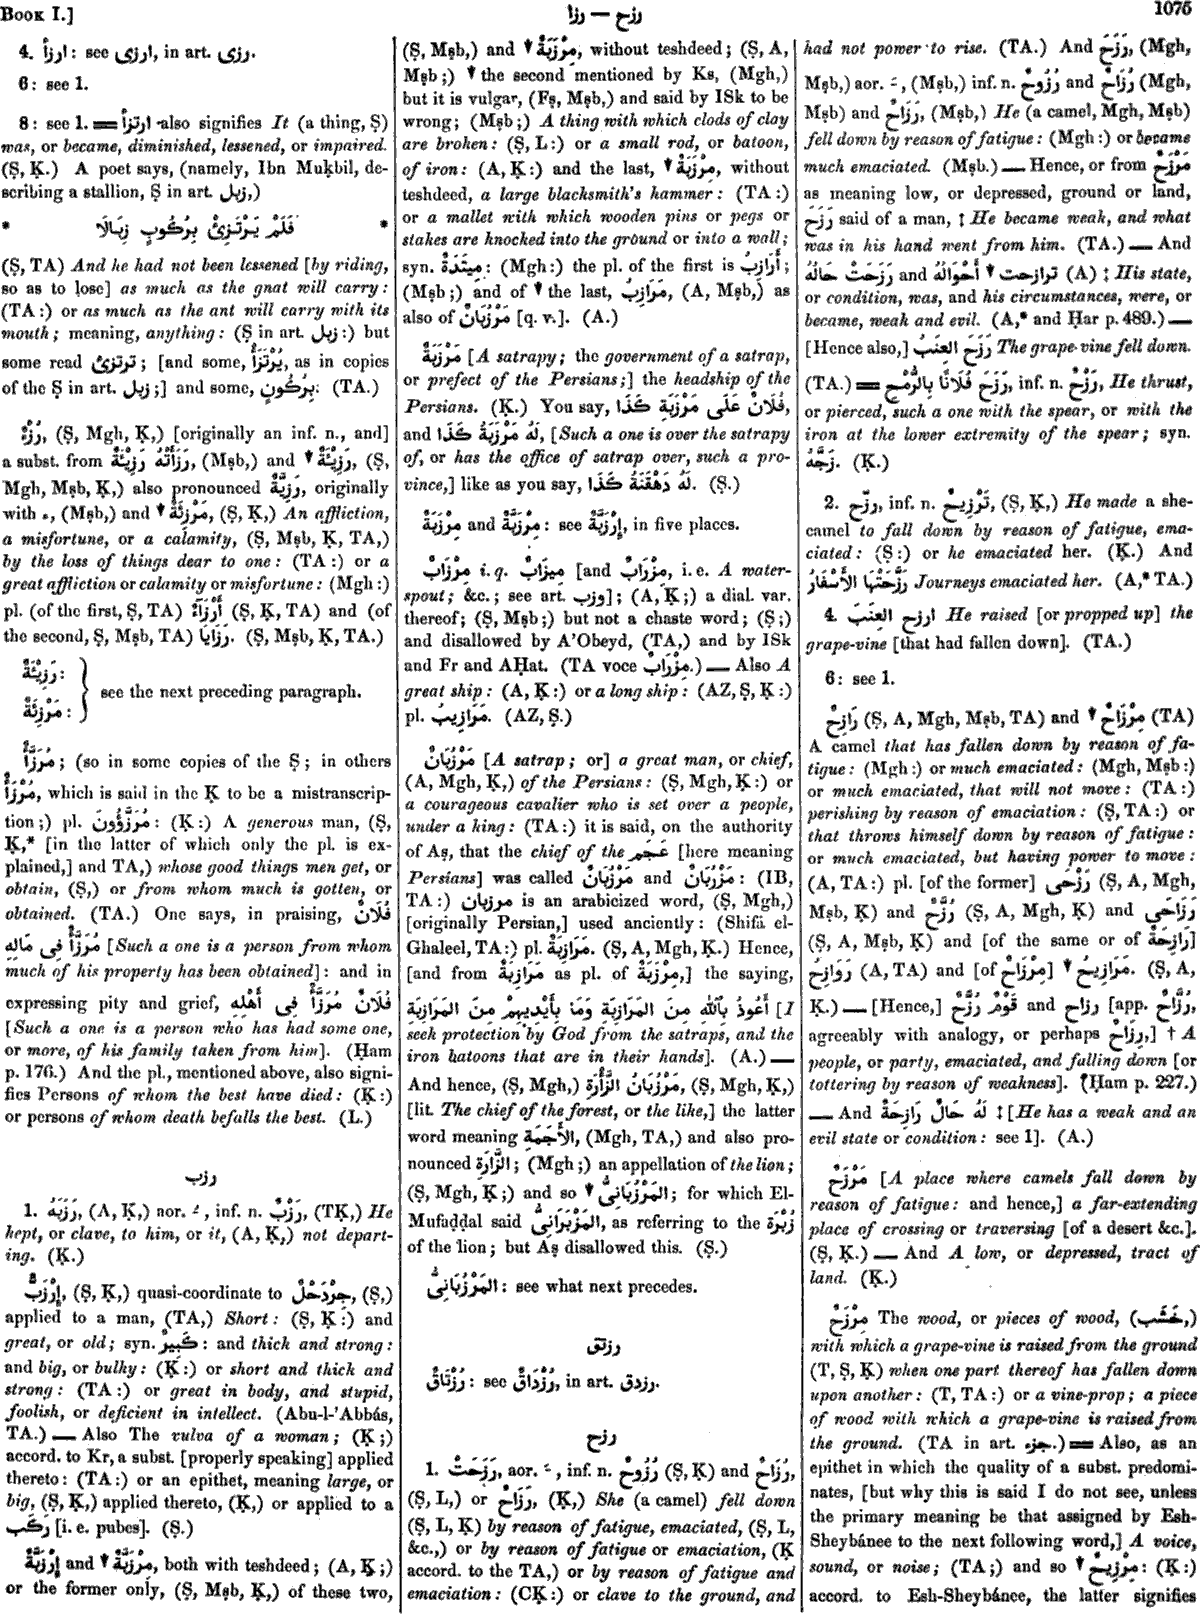 BOOK I.]
رزأ — رزح
1075
4. ارزأ: see ارزى, in art. رزى.
6: see 1.
8: see 1. ═ ارتزأ also signifies It (a thing, Ṣ)
was, or became, diminished, lessened, or impaired.
(Ṣ, Ḳ.) A poet says, (namely, Ibn Muḳbil, de-
scribing a stallion, Ṣ in art. زبل,)
* فَلَمْ يَرْتَزِئْ بِرُكُوبٍ زِبَالَا *
(Ṣ, TA) And he had not been lessened [by riding,
so as to lose] as much as the gnat will carry:
(TA:) or as much as the ant will carry with its
mouth; meaning, anything: (Ṣ in art. زبل:) but
some read ترتزئ; [and some, يُرْتَزَأْ, as in copies
of the Ṣ in art. زبل;] and some, بِرُكُونٍ. (TA.)
رُزْءٌ, (Ṣ, Mgh, Ḳ,) [originally an inf. n., and]
a subst. from رَزَأَتْهُ رَزِيْئَةٌ, (Mṣb,) and ↓ رَزِيْئَةٌ, (Ṣ,
Mgh, Mṣb, Ḳ,) also pronounced رَزِيَّةٌ, originally
with ء, (Mṣb,) and ↓ مَرْزِئَةٌ, (Ṣ, Ḳ,) An affliction,
a misfortune, or a calamity, (Ṣ, Mṣb, Ḳ, TA,)
by the loss of things dear to one: (TA:) or a
great affliction or calamity or misfortune: (Mgh:)
pl. (of the first, Ṣ, TA) أَرْزَآءٌ (Ṣ, Ḳ, TA) and (of
the second, Ṣ, Mṣb, TA) رَزَايَا. (Ṣ, Mṣb, Ḳ, TA.)
رَزِيْئَةٌ:
مَرْزِئَةٌ: } see the next preceding paragraph.
مُرَزَّأٌ; (so in some copies of the Ṣ; in others
مُرْزَأٌ, which is said in the Ḳ to be a mistranscrip-
tion;) pl. مُرَزَّؤُونَ: (Ḳ:) A generous man, (Ṣ,
Ḳ,* [in the latter of which only the pl. is ex-
plained,] and TA,) whose good things men get, or
obtain, (Ṣ,) or from whom much is gotten, or
obtained. (TA.) One says, in praising, فُلَانٌ
مُرَزَّأٌ فِى مَالِهِ [Such a one is a person from whom
much of his property has been obtained]: and in
expressing pity and grief, فُلَانٌ مُرَزَّأٌ فِى أَهْلِهِ
[Such a one is a person who has had some one,
or more, of his family taken from him]. (Ḥam
p. 176.) And the pl., mentioned above, also signi-
fies Persons of whom the best have died: (Ḳ:)
or persons of whom death befalls the best. (L.)
رزب
1. رَزَبَهُ, (A, Ḳ,) aor. ـُ , inf. n. رَزْبٌ, (TḲ,) He
kept, or clave, to him, or it, (A, Ḳ,) not depart-
ing. (Ḳ.)
إِرْزَبٌّ, (Ṣ, Ḳ,) quasi-coordinate to جِرْدَحْلٌ, (Ṣ,)
applied to a man, (TA,) Short: (Ṣ, Ḳ:) and
great, or old; syn. كَبِيرٌ: and thick and strong:
and big, or bulky: (Ḳ:) or short and thick and
strong: (TA:) or great in body, and stupid,
foolish, or deficient in intellect. (Abu-l-'Abbás,
TA.) — Also The vulva of a woman; (Ḳ;)
accord. to Kr, a subst. [properly speaking] applied
thereto: (TA:) or an epithet, meaning large, or
big, (Ṣ, Ḳ,) applied thereto, (Ḳ,) or applied to a
رَكَب [i. e. pubes]. (Ṣ.)
إِرْزَبَّةٌ and ↓ مِرْزَبَّةٌ, both with teshdeed; (A, Ḳ;)
or the former only, (Ṣ, Mṣb, Ḳ,) of these two,
(Ṣ, Mṣb,) and ↓ مِرْزَبَةٌ, without teshdeed; (Ṣ, A,
Mṣb;) ↓ the second mentioned by Ks, (Mgh,)
but it is vulgar, (Fṣ, Mṣb,) and said by ISk to be
wrong; (Mṣb;) A thing with which clods of clay
are broken: (Ṣ, L:) or a small rod, or batoon,
of iron: (A, Ḳ:) and the last, ↓ مِرْزَبَةٌ, without
teshdeed, a large blacksmith's hammer: (TA:)
or a mallet with which wooden pins or pegs or
stakes are knocked into the ground or into a wall;
syn. مِيتَدَةٌ: (Mgh:) the pl. of the first is أَرَازِبُ;
(Mṣb;) and of ↓ the last, مَرَازِبُ, (A, Mṣb,) as
also of مَرْزُبَانٌ [q. v.]. (A.)
مَرْزَبَةٌ [A satrapy; the government of a satrap,
or prefect of the Persians;] the headship of the
Persians. (Ḳ.) You say, فُلَانٌ عَلَى مَرْزَبَةِ كَذَا,
and لَهُ مَرْزَبَةُ كَذَا, [Such a one is over the satrapy
of, or has the office of satrap over, such a pro-
vince,] like as you say, لَهُ دَهْقَنَةُ كَذَا. (Ṣ.)
مِرْزَبَةٌ and مِرْزَبَّةٌ: see إِرْزَبَّةٌ, in five places.
مِرْزَابٌ i. q. مِيزَابٌ [and مِزْرَابٌ, i. e. A water-
spout; &c.; see art. وزب]; (A, Ḳ;) a dial. var.
thereof; (Ṣ, Mṣb;) but not a chaste word; (Ṣ;)
and disallowed by A'Obeyd, (TA,) and by ISk
and Fr and AḤat. (TA voce مِزْرَابٌ.) — Also A
great ship: (A, Ḳ:) or a long ship: (AZ, Ṣ, Ḳ:)
pl. مَرَازِيبُ. (AZ, Ṣ.)
مَرْزُبَانٌ [A satrap; or] a great man, or chief,
(A, Mgh, Ḳ,) of the Persians: (Ṣ, Mgh, Ḳ:) or
a courageous cavalier who is set over a people,
under a king: (TA:) it is said, on the authority
of Aṣ, that the chief of the عَجَم [here meaning
Persians] was called مَرْزُبَانٌ and مَزْرُبَانٌ: (IB,
TA:) مرزبان is an arabicized word, (Ṣ, Mgh,)
[originally Persian,] used anciently: (Shifá el-
Ghaleel, TA:) pl. مَرَازِبَةٌ. (Ṣ, A, Mgh, Ḳ.) Hence,
[and from مَرَازِبَةٌ as pl. of مِرْزَبَةٌ,] the saying,
أَعُوذُ بِٱللّٰهِ مِنَ المَرَازِبَةِ وَمَا بِأَيْدِيهِمْ مِنَ المَرَازِبَةِ [I
seek protection by God from the satraps, and the
iron batoons that are in their hands]. (A.) —
And hence, (Ṣ, Mgh,) مَرْزُبَانُ الزَّأْرَةِ, (Ṣ, Mgh, Ḳ,)
[lit. The chief of the forest, or the like,] the latter
word meaning الأَجَمَةِ, (Mgh, TA,) and also pro-
nounced الزَّارَةِ; (Mgh;) an appellation of the lion;
(Ṣ, Mgh, Ḳ;) and so ↓ المَرْزُبَانِىُّ; for which El-
Mufaḍḍal said المَزْبَرَانِىُّ, as referring to the زُبْرَة
of the lion; but Aṣ disallowed this. (Ṣ.)
المَرْزُبَانِىُّ: see what next precedes.
رزتق
رُزْتَاقٌ: see رُزْدَاقٌ, in art. رزدق.
رزح
1. رَزَحَتْ, aor. ـَ , inf. n. رُزُوحٌ (Ṣ, Ḳ) and رُزَاحٌ,
(Ṣ, L,) or رَزَاحٌ, (Ḳ,) She (a camel) fell down
(Ṣ, L, Ḳ) by reason of fatigue, emaciated, (Ṣ, L,
&c.,) or by reason of fatigue or emaciation, (Ḳ
accord. to the TA,) or by reason of fatigue and
emaciation: (CḲ:) or clave to the ground, and
had not power to rise. (TA.) And رَزَحَ, (Mgh,
Mṣb,) aor. ـَ , (Mṣb,) inf. n. رُزُوحٌ and رُزَاحٌ (Mgh,
Mṣb) and رَزَاحٌ, (Mṣb,) He (a camel, Mgh, Mṣb)
fell down by reason of fatigue: (Mgh:) or became
much emaciated. (Mṣb.) — Hence, or from مَرْزَحٌ
as meaning low, or depressed, ground or land,
رَزَحَ said of a man, ‡ He became weak, and what
was in his hand went from him. (TA.) — And
رَزَحَتْ حَالُهُ and أَحْوَالُهُ ↓ ترازحت (A) ‡ His state,
or condition, was, and his circumstances, were, or
became, weak and evil. (A,* and Ḥar p. 489.) —
[Hence also,] رَزَحَ العِنَبُ The grape-vine fell down.
(TA.) ═ رَزَحَ فُلَانًا بِالرُّمْحِ, inf. n. رَزْحٌ, He thrust,
or pierced, such a one with the spear, or with the
iron at the lower extremity of the spear; syn.
زَجَّهُ. (Ḳ.)
2. رزّح, inf. n. تَرْزِيحٌ, (Ṣ, Ḳ,) He made a she-
camel to fall down by reason of fatigue, ema-
ciated: (Ṣ:) or he emaciated her. (Ḳ.) And
رَزَّحَتْهَا الأَسْفَارُ Journeys emaciated her. (A,* TA.)
4. ارزح العِنَبَ He raised [or propped up] the
grape-vine [that had fallen down]. (TA.)
6: see 1.
رَازِحٌ (Ṣ, A, Mgh, Mṣb, TA) and ↓ مِرْزَاحٌ (TA)
A camel that has fallen down by reason of fa-
tigue: (Mgh:) or much emaciated: (Mgh, Mṣb:)
or much emaciated, that will not move: (TA:)
perishing by reason of emaciation: (Ṣ, TA:) or
that throws himself down by reason of fatigue:
or much emaciated, but having power to move:
(A, TA:) pl. [of the former] رَزْحَى (Ṣ, A, Mgh,
Mṣb, Ḳ) and رُزَّحٌ (Ṣ, A, Mgh, Ḳ) and رَزَاحَى
(Ṣ, A, Mṣb, Ḳ) and [of the same or of رَازِحَةٌ]
رَوَازِحُ (A, TA) and [of مِرْزَاحٌ] ↓ مَرَازِيحُ. (Ṣ, A,
Ḳ.) — [Hence,] قَوْمٌ رُزَّحٌ and رزاح [app. رُزَّاحٌ,
agreeably with analogy, or perhaps رِزَاحٌ,] † A
people, or party, emaciated, and falling down [or
tottering by reason of weakness]. (Ḥam p. 227.)
— And لَهُ حَالٌ رَازِحَةٌ ‡ [He has a weak and an
evil state or condition: see 1]. (A.)
مَرْزَحٌ [A place where camels fall down by
reason of fatigue: and hence,] a far-extending
place of crossing or traversing [of a desert &c.].
(Ṣ, Ḳ.) — And A low, or depressed, tract of
land. (Ḳ.)
مِرْزَحٌ The wood, or pieces of wood, (خَشَب,)
with which a grape-vine is raised from the ground
(T, Ṣ, Ḳ) when one part thereof has fallen down
upon another: (T, TA:) or a vine-prop; a piece
of wood with which a grape-vine is raised from
the ground. (TA in art. جزء.) ═ Also, as an
epithet in which the quality of a subst. predomi-
nates, [but why this is said I do not see, unless
the primary meaning be that assigned by Esh-
Sheybánee to the next following word,] A voice,
sound, or noise; (TA;) and so ↓ مِرْزِيحٌ: (Ḳ:)
accord. to Esh-Sheybánee, the latter signifies